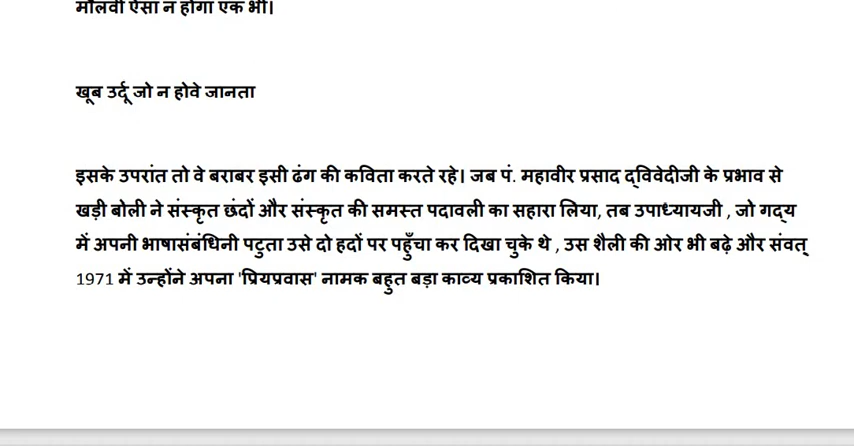 मौलवी ऐसा न होगा एक भी।
खूब उर्दू जो न होवे जानता
इसके उपरांत तो वे बराबर इसी ढंग की कविता करते रहे। जब पं. महावीर प्रसाद द्विवेदीजी के प्रभाव से
खड़ी बोली ने संस्कृत छंदों और संस्कृत की समस्त पदावली का सहारा लिया, तब उपाध्यायजी , जो गद्य
में अपनी भाषासंबंधिनी पटुता उसे दो हदों पर पहुँचा कर दिखा चुके थे , उस शैली की ओर भी बढ़े और संवत्
1971 में उन्होंने अपना 'प्रियप्रवास' नामक बहुत बड़ा काव्य प्रकाशित किया।